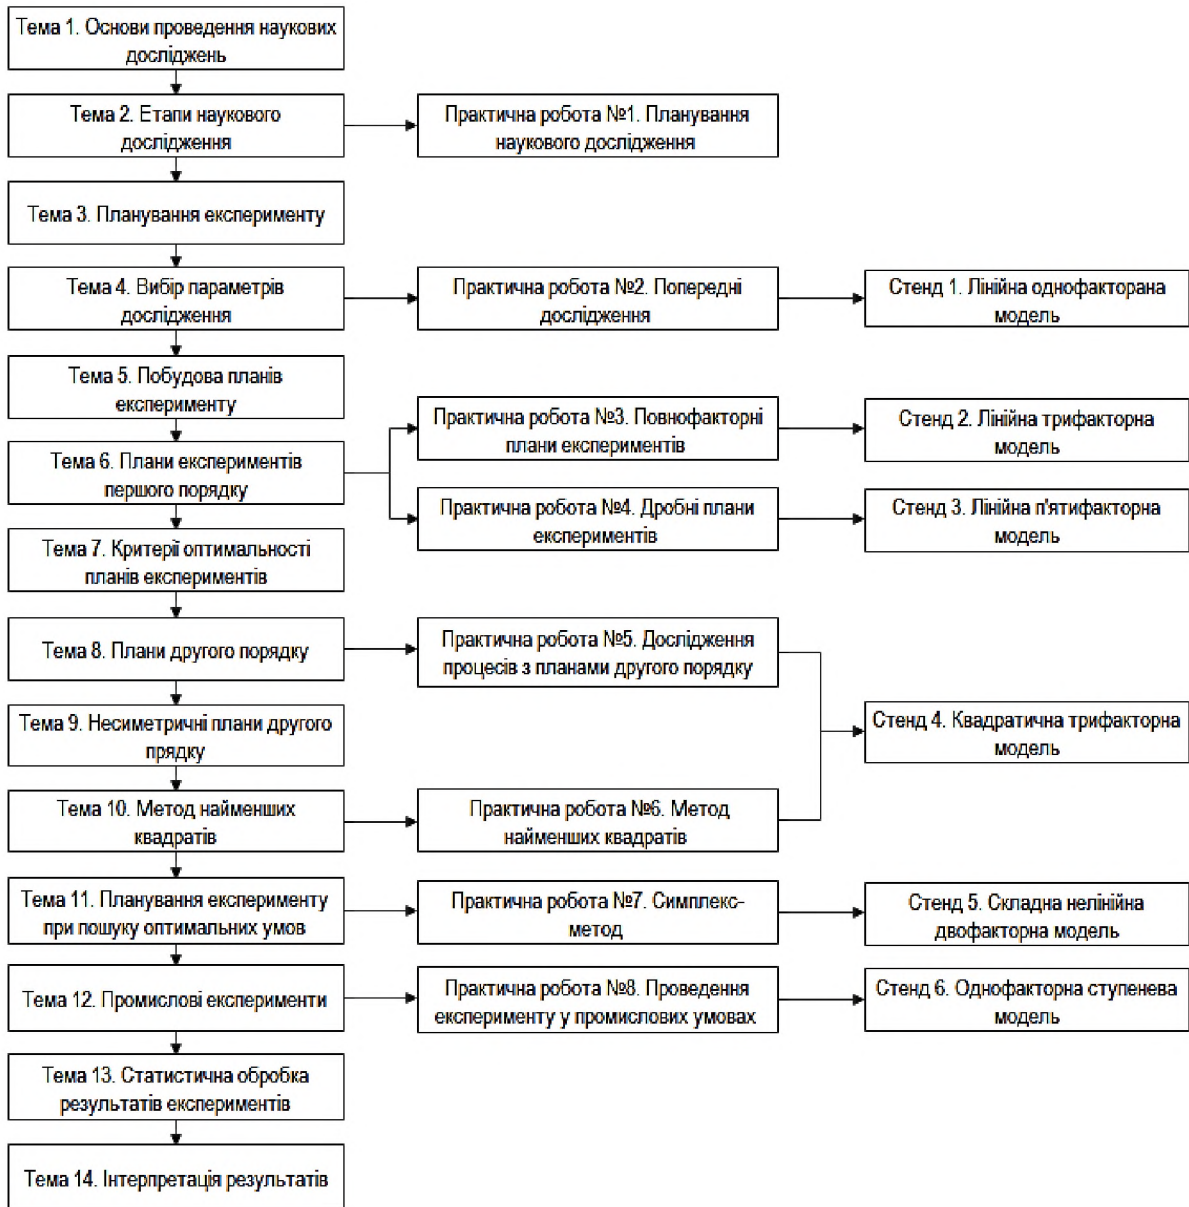 Тема 1. Основи проведення наукових
досліджень
Тема 2. Етапи наукового
дослідження
Практична робота №1. Планування
наукового дослідження
Тема 3. Планування експерименту
Тема 4. Вибір параметрів
дослідження
Практична робота №2. Попередні
дослідження
Стенд 1. Лінійна однофакторана
модель
Тема 5. Побудова планів
експерименту
Практична робота №3. Повнофакторні
плани експериментів
Стенд 2. Лінійна трифакторна
модель
Тема 6. Плани експериментів
першого порядку
Практична робота №4. Дробні плани
експериментів
Стенд 3. Лінійна п'ятифакторна
модель
Тема 7. Критерії оптимальності
планів експериментів
Тема 8. Плани другого порядку
Практична робота №5. Дослідження
процесів з планами другого порядку
Тема 9. Несиметричні плани другого
прядку
Стенд 4. Квадратична трифакторна
модель
Тема 10. Метод найменших
квадратів
Практична робота №6. Метод
найменших квадратів
Тема 11. Планування експерименту
при пошуку оптимальних умов
Практична робота №7. Симплекс-
метод
Стенд 5. Складна нелінійна
двофакторна модель
Тема 12. Промислові експерименти
Практична робота №8. Проведення
експерименту у промислових умовах
Стенд 6. Однофакторна ступенева
модель
Тема 13. Статистична обробка
результатів експериментів
Тема 14. Інтерпретація результатів